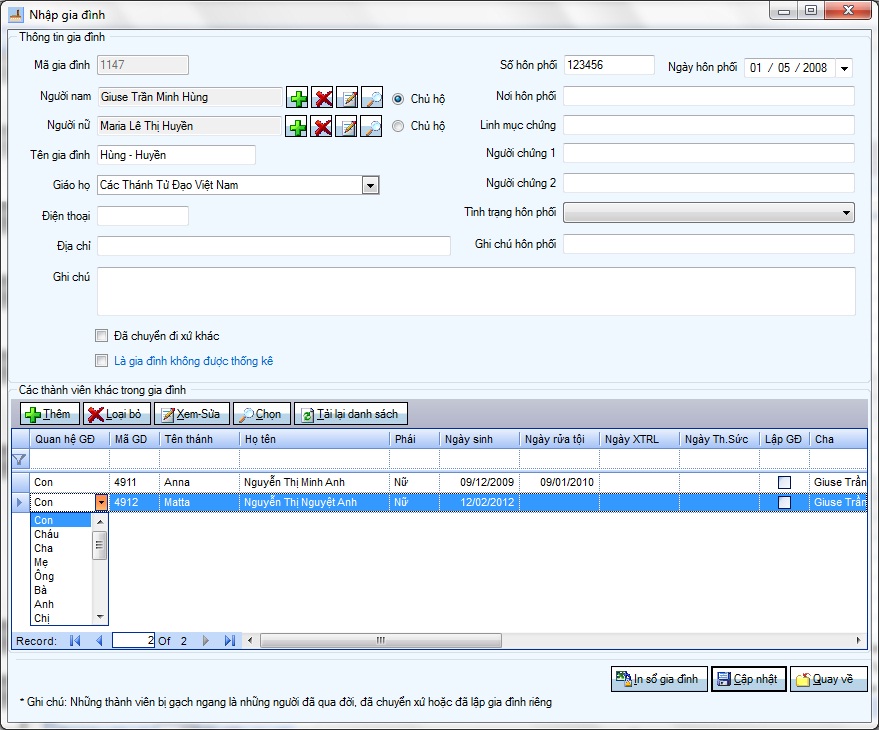 Nhập gia đình
Thông tin gia đình
Mã gia đình 1147
Người nam Giuse Trần Minh Hùng Chủ hộ
Người nữ Maria Lê Thị Huyền Chủ hộ
Tên gia đình Hùng - Huyền
Giáo họ Các Thánh Tử Đạo Việt Nam
Điện thoại
Địa chỉ
Ghi chú
Số hôn phối 123456 Ngày hôn phối 01 / 05 / 2008
Nơi hôn phối
Linh mục chứng
Người chứng 1
Người chứng 2
Tình trạng hôn phối
Ghi chú hôn phối
Đã chuyển đi xứ khác
Là gia đình không được thống kê
Các thành viên khác trong gia đình
Thêm Loại bỏ Xem-Sửa Chọn Tải lại danh sách
Quan hệ GĐ Mã GD Tên thánh Họ tên Phái Ngày sinh Ngày rửa tội Ngày XTRL Ngày Th.Sức Lập GĐ Cha
Con 4911 Anna Nguyễn Thị Minh Anh Nữ 09/12/2009 09/01/2010 Giuse Trần
Con 4912 Matta Nguyễn Thị Nguyệt Anh Nữ 12/02/2012 Giuse Trần
Con
Cháu
Cha
Mẹ
Ông
Bà
Anh
Chị
Record: 2 Of 2
In sổ gia đình Cập nhật Quay về
* Ghi chú: Những thành viên bị gạch ngang là những người đã qua đời, đã chuyển xứ hoặc đã lập gia đình riêng